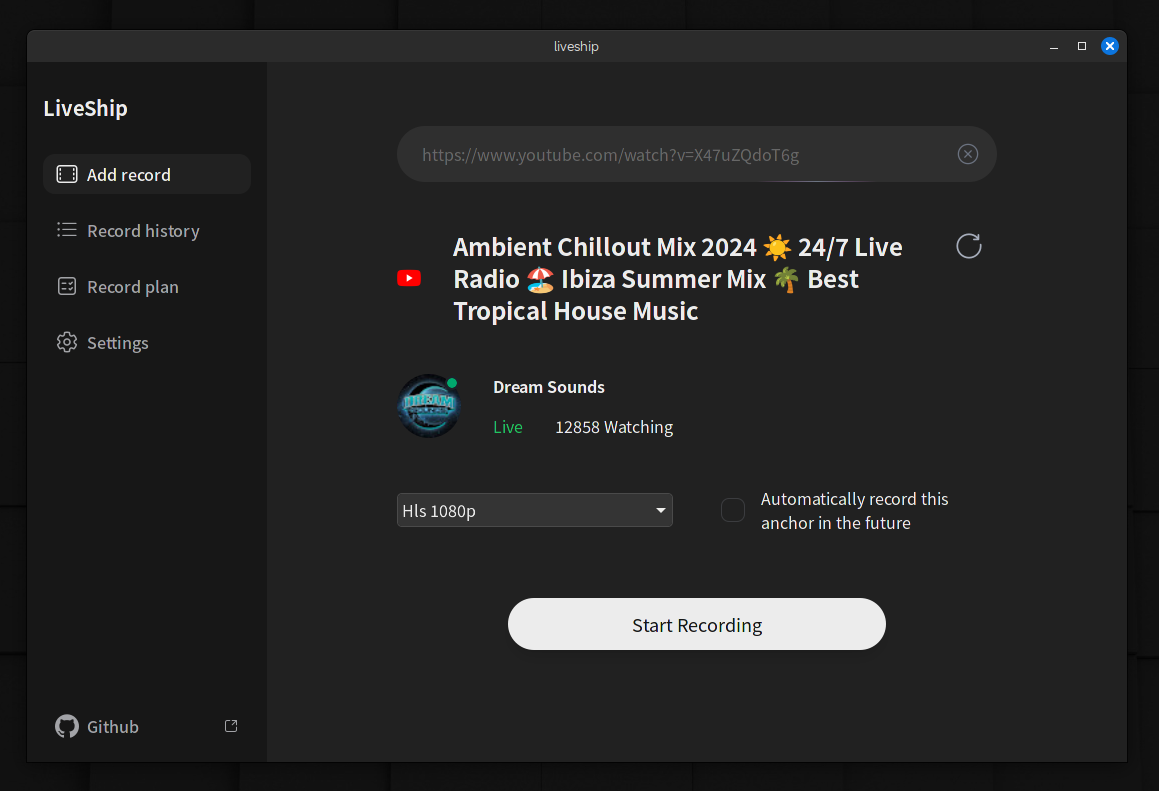 liveship
LiveShip
Add record
Record history
Record plan
Settings
Github
https://www.youtube.com/watch?v=X47uZQdoT6g
Ambient Chillout Mix 2024 ☀️ 24/7 Live
Radio 🏖️ Ibiza Summer Mix 🌴 Best
Tropical House Music
DREAM
Dream Sounds
Live
12858 Watching
Hls 1080p
Automatically record this
anchor in the future
Start Recording